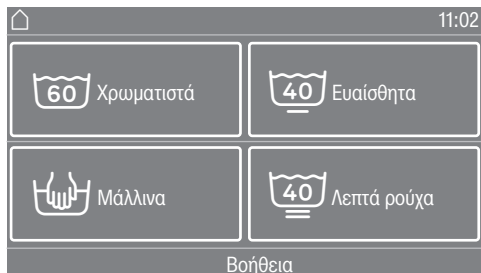 11:02
60 Χρωματιστά
40 Ευαίσθητα
Μάλλινα
40 Λεπτά ρούχα
Βοήθεια